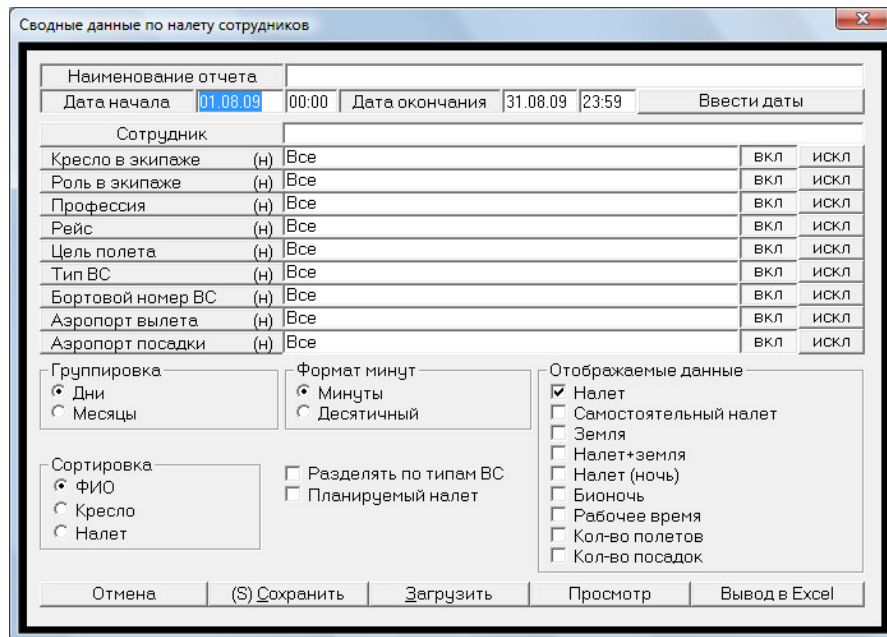 Сводные данные по налету сотрудников
Наименование отчета
Дата начала 01.08.09 00:00 Дата окончания 31.08.09 23:59 Ввести даты
Сотрудник
Кресло в экипаже (н) Все вкл искл
Роль в экипаже (н) Все вкл искл
Профессия (н) Все вкл искл
Рейс (н) Все вкл искл
Цель полета (н) Все вкл искл
Тип ВС (н) Все вкл искл
Бортовой номер ВС (н) Все вкл искл
Аэропорт вылета (н) Все вкл искл
Аэропорт посадки (н) Все вкл искл
Группировка
Дни
Месяцы
Формат минут
Минуты
Десятичный
Отображаемые данные
Налет
Самостоятельный налет
Земля
Налет+земля
Налет (ночь)
Бионочь
Рабочее время
Кол-во полетов
Кол-во посадок
Сортировка
ФИО
Кресло
Налет
Разделять по типам ВС
Планируемый налет
Отмена (S) Сохранить Загрузить Просмотр Вывод в Excel